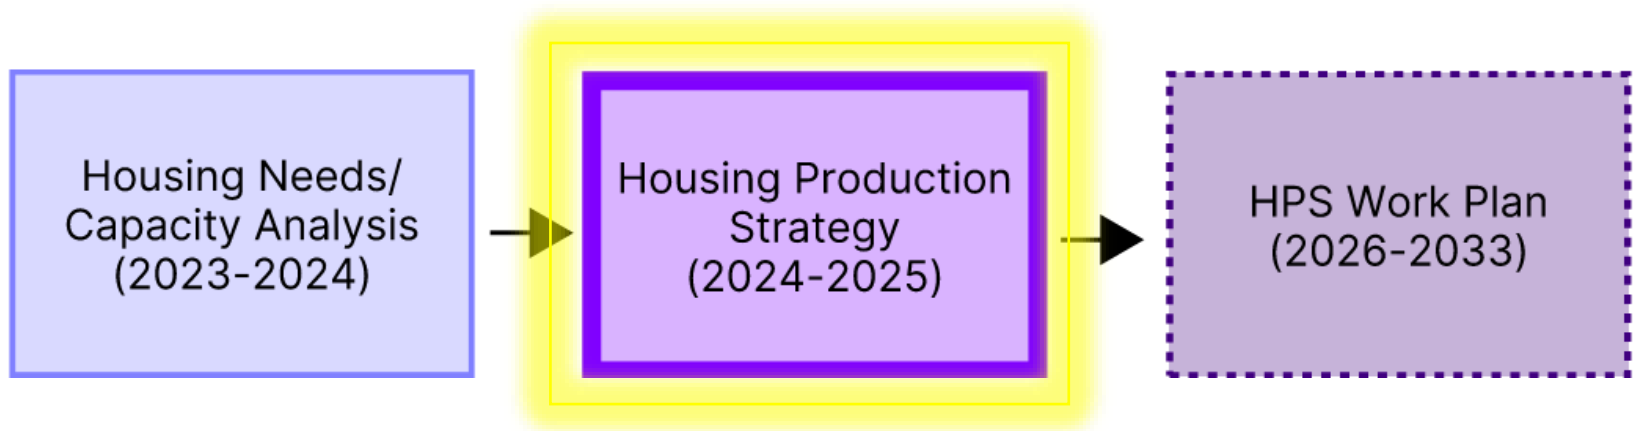 Housing Needs/
Capacity Analysis
(2023-2024)
Housing Production
Strategy
(2024-2025)
HPS Work Plan
(2026-2033)